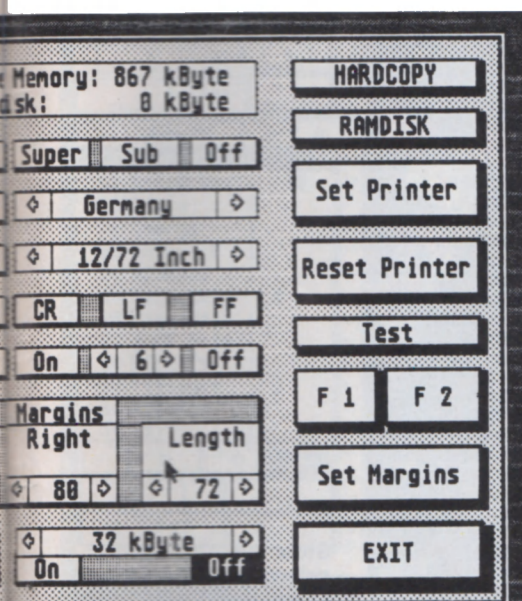 Memory: 867 kByte
disk: 0 kByte
Super Sub Off
Germany
12/72 Inch
CR LF FF
On 6 Off
Margins
Right Length
80 72
32 kByte
On Off
HARDCOPY
RAMDISK
Set Printer
Reset Printer
Test
F 1 F 2
Set Margins
EXIT